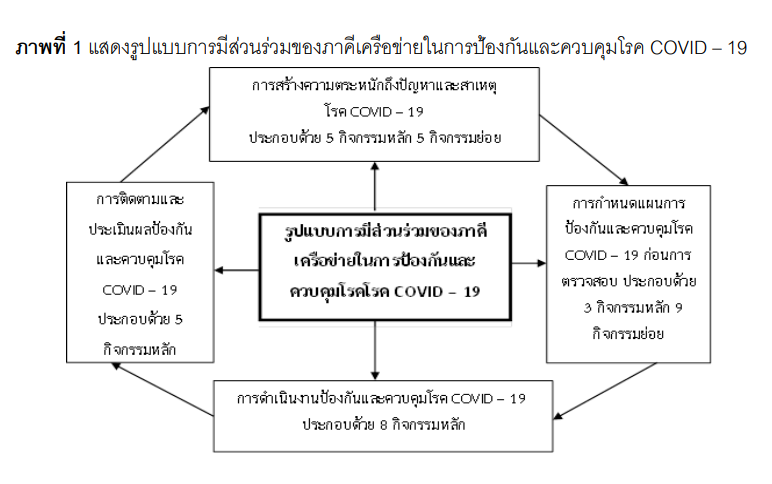 ภาพที่ 1 แสดงรูปแบบการมีส่วนร่วมของภาคีเครือข่ายในการป้องกันและควบคุมโรค COVID – 19
การสร้างความตระหนักถึงปัญหาและสาเหตุ
โรค COVID – 19
ประกอบด้วย 5 กิจกรรมหลัก 5 กิจกรรมย่อย
การติดตามและ
ประเมินผลป้องกัน
และควบคุมโรค
COVID – 19
ประกอบด้วย 5
กิจกรรมหลัก
รูปแบบการมีส่วนร่วมของภาคี
เครือข่ายในการป้องกันและ
ควบคุมโรคโรค COVID – 19
การกำหนดแผนการ
ป้องกันและควบคุมโรค
COVID – 19 ก่อนการ
ตรวจสอบ ประกอบด้วย
3 กิจกรรมหลัก 9
กิจกรรมย่อย
การดำเนินงานป้องกันและควบคุมโรค COVID – 19
ประกอบด้วย 8 กิจกรรมหลัก